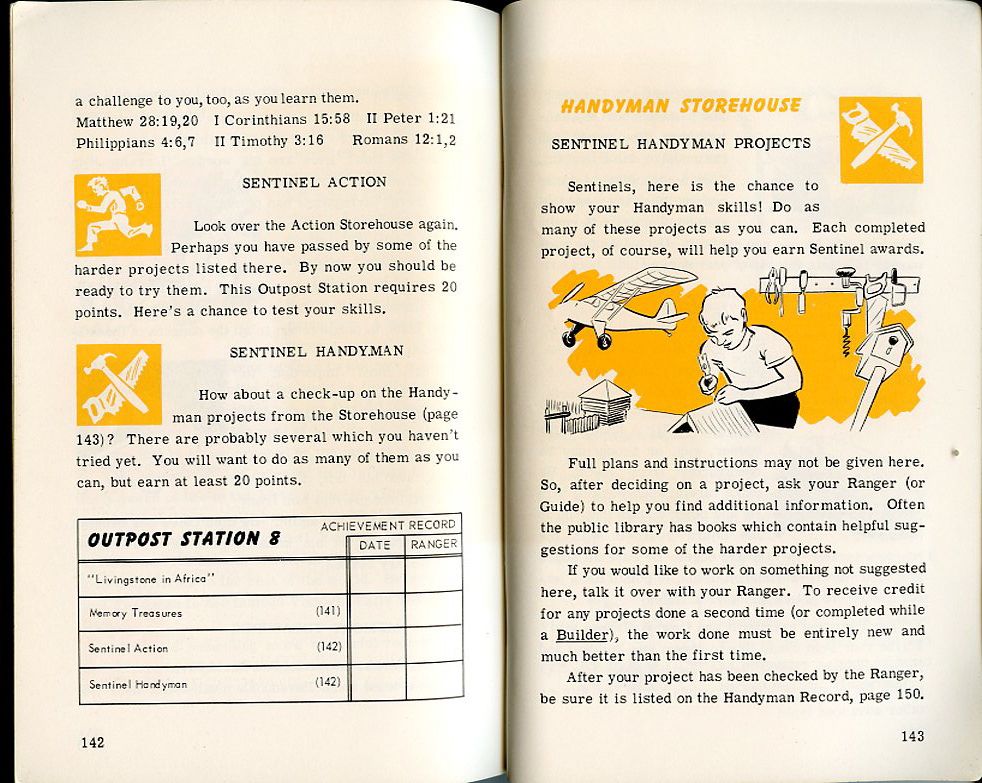 a challenge to you, too, as you learn them.
Matthew 28:19,20 I Corinthians 15:58 II Peter 1:21
Philippians 4:6,7 II Timothy 3:16 Romans 12:1,2
SENTINEL ACTION
Look over the Action Storehouse again.
Perhaps you have passed by some of the
harder projects listed there. By now you should be
ready to try them. This Outpost Station requires 20
points. Here's a chance to test your skills.
SENTINEL HANDYMAN
How about a check-up on the Handy-
man projects from the Storehouse (page
143)? There are probably several which you haven't
tried yet. You will want to do as many of them as you
can, but earn at least 20 points.
OUTPOST STATION 8
ACHIEVEMENT RECORD
DATE RANGER
"Livingstone in Africa"
Memory Treasures (141)
Sentinel Action (142)
Sentinel Handyman (142)
142
HANDYMAN STOREHOUSE
SENTINEL HANDYMAN PROJECTS
Sentinels, here is the chance to
show your Handyman skills! Do as
many of these projects as you can. Each completed
project, of course, will help you earn Sentinel awards.
Full plans and instructions may not be given here.
So, after deciding on a project, ask your Ranger (or
Guide) to help you find additional information. Often
the public library has books which contain helpful sug-
gestions for some of the harder projects.
If you would like to work on something not suggested
here, talk it over with your Ranger. To receive credit
for any projects done a second time (or completed while
a Builder), the work done must be entirely new and
much better than the first time.
After your project has been checked by the Ranger,
be sure it is listed on the Handyman Record, page 150.
143